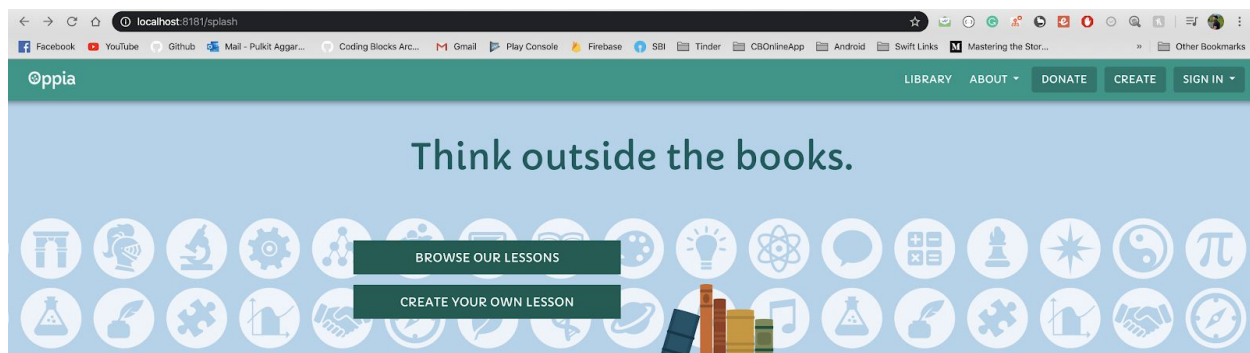 localhost:8181/splash
Facebook YouTube Github Mail - Pulkit Aggar... Coding Blocks Arc... Gmail Play Console Firebase SBI Tinder CBOnlineApp Android Swift Links Mastering the Stor... » Other Bookmarks
Oppia LIBRARY ABOUT DONATE CREATE SIGN IN
Think outside the books.
BROWSE OUR LESSONS
CREATE YOUR OWN LESSON